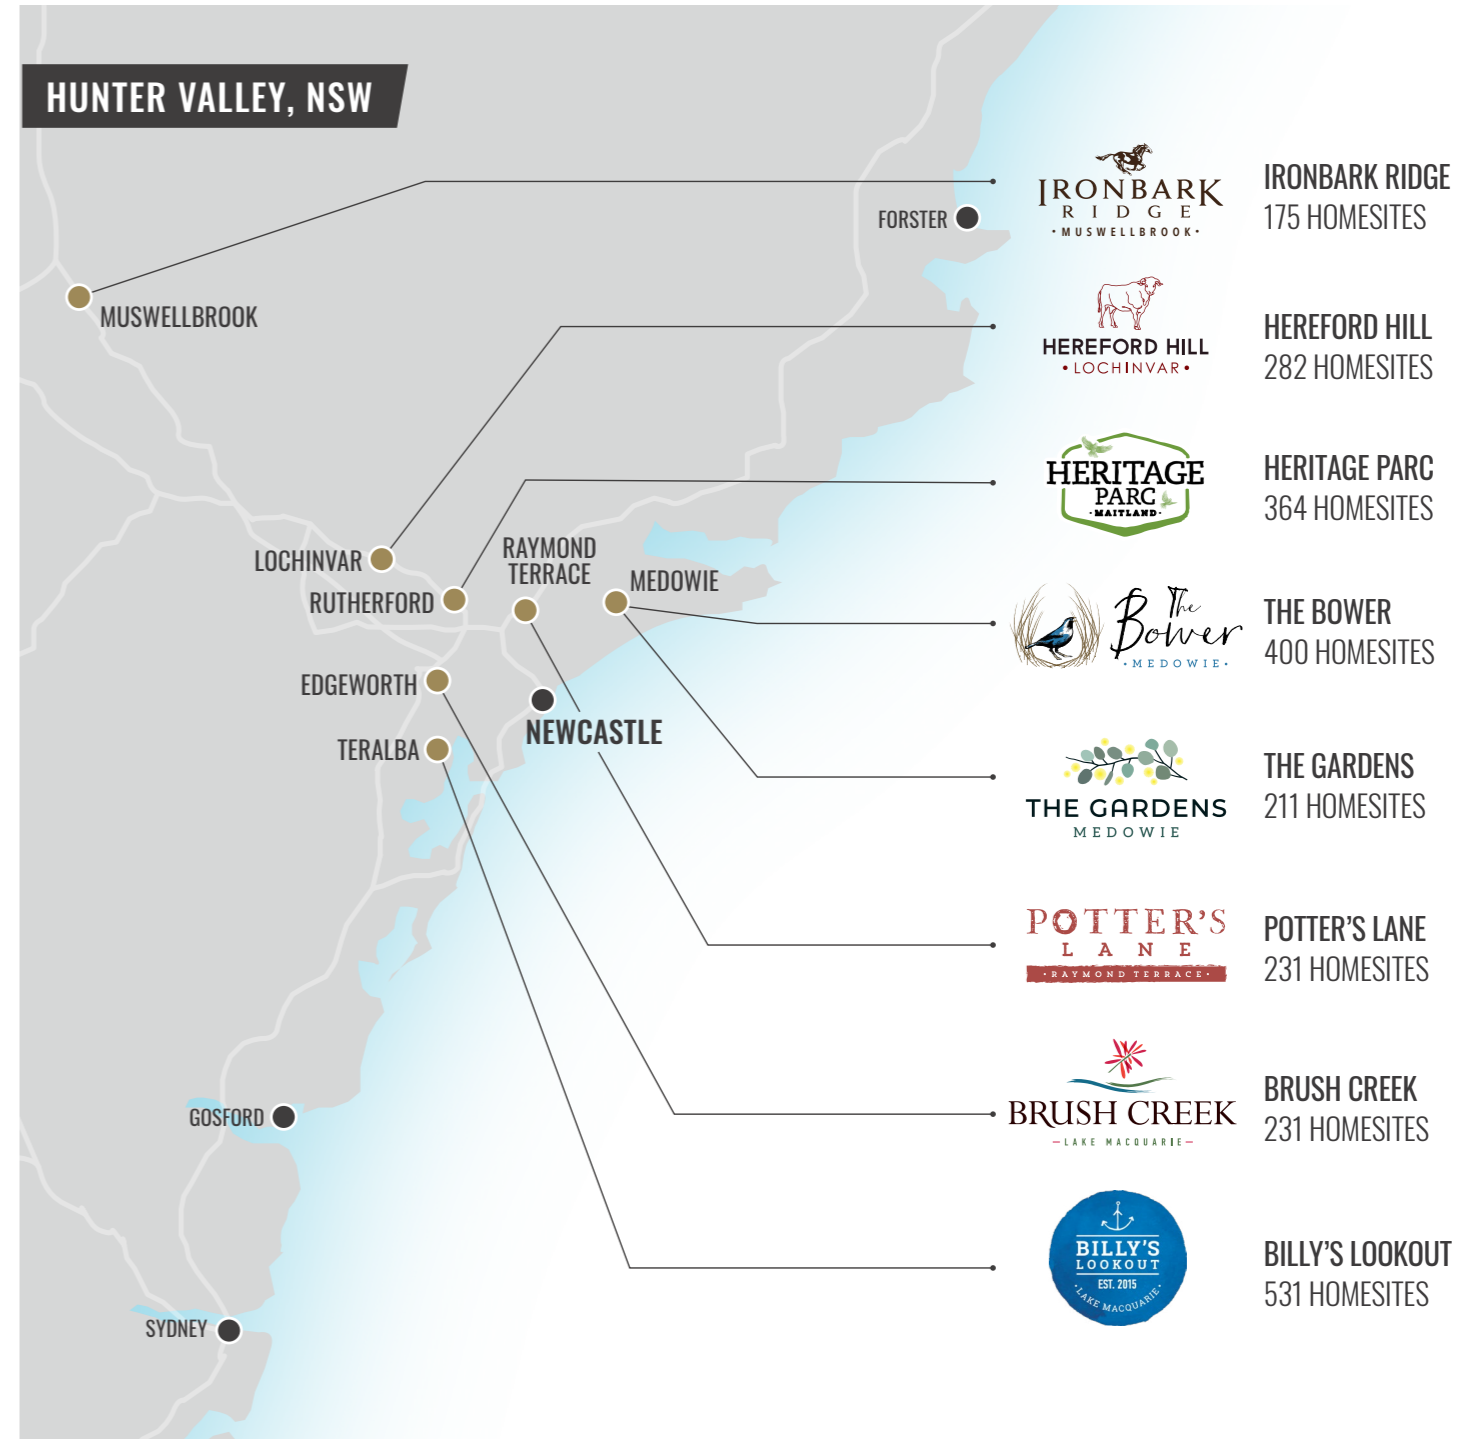 HUNTER VALLEY, NSW
FORSTER
MUSWELLBROOK
LOCHINVAR
RUTHERFORD
RAYMOND
TERRACE
MEDOWIE
EDGEWORTH
NEWCASTLE
TERALBA
GOSFORD
SYDNEY
IRONBARK
RIDGE
•MUSWELLBROOK•
IRONBARK RIDGE
175 HOMESITES
HEREFORD HILL
•LOCHINVAR•
HEREFORD HILL
282 HOMESITES
HERITAGE
PARC
·MAITLAND·
HERITAGE PARC
364 HOMESITES
The
Bower
•MEDOWIE•
THE BOWER
400 HOMESITES
THE GARDENS
MEDOWIE
THE GARDENS
211 HOMESITES
POTTER'S
LANE
•RAYMOND TERRACE•
POTTER'S LANE
231 HOMESITES
BRUSH CREEK
—LAKE MACQUARIE—
BRUSH CREEK
231 HOMESITES
BILLY'S
LOOKOUT
EST. 2015
•LAKE MACQUARIE•
BILLY'S LOOKOUT
531 HOMESITES